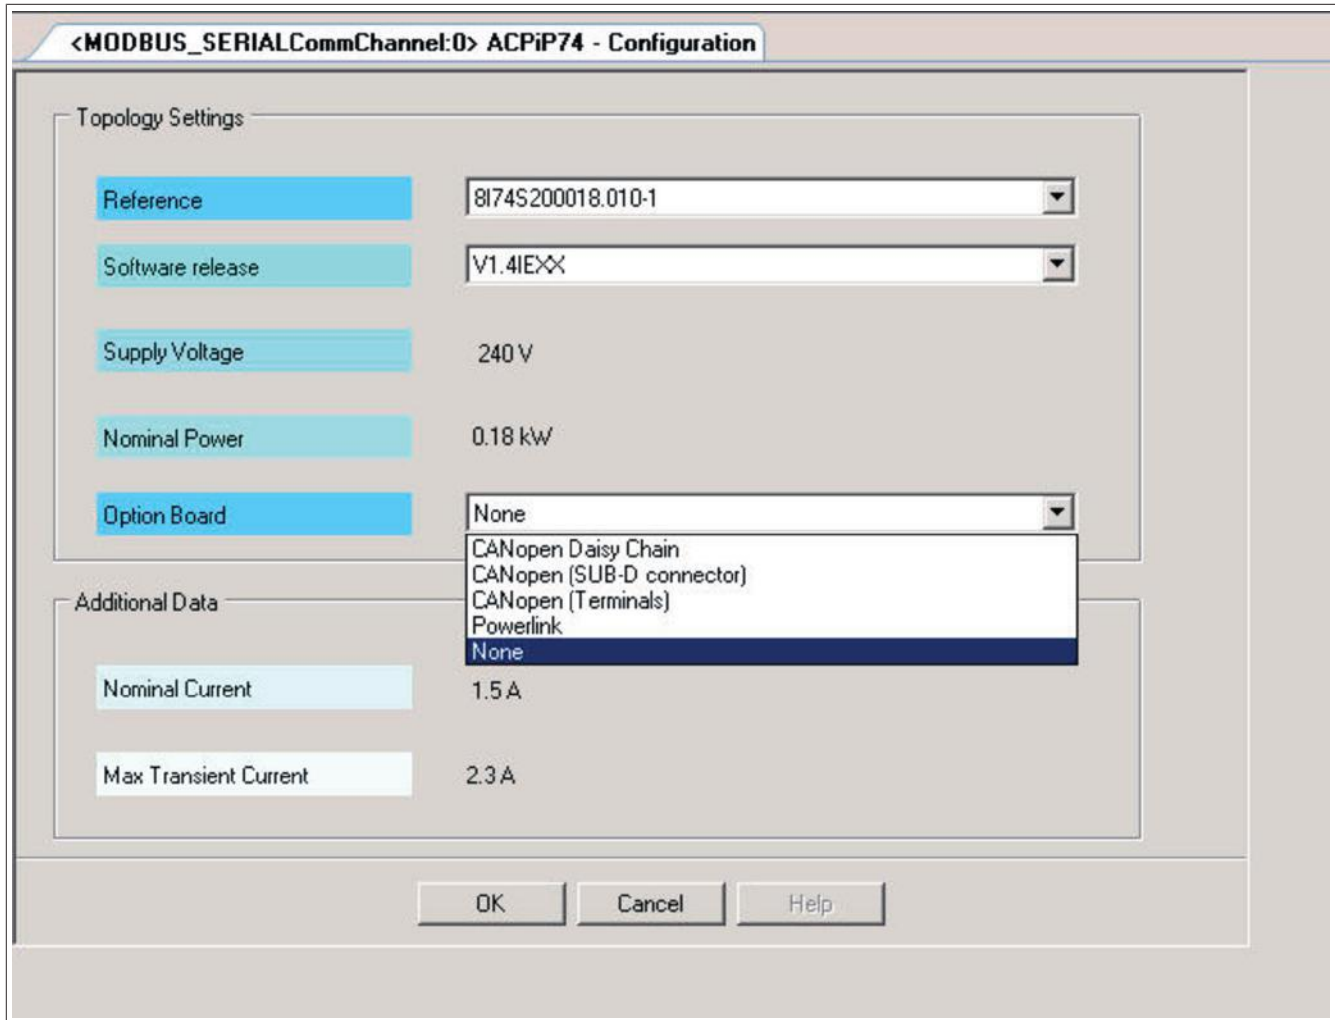 <MODBUS_SERIALCommChannel:0> ACPiP74 - Configuration
Topology Settings
Reference 8I74S200018.010-1
Software release V1.4IEXX
Supply Voltage 240 V
Nominal Power 0.18 kW
Option Board None
CANopen Daisy Chain
CANopen (SUB-D connector)
CANopen (Terminals)
Powerlink
None
Additional Data
Nominal Current 1.5 A
Max Transient Current 2.3 A
OK Cancel Help